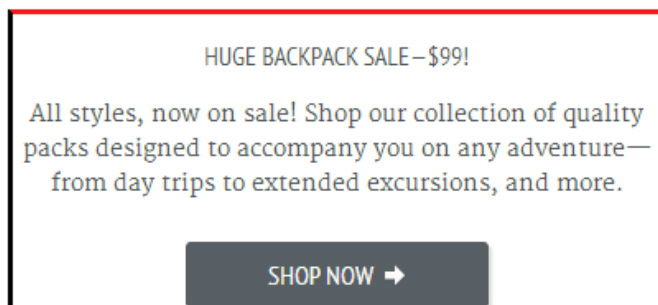 HUGE BACKPACK SALE—$99!
All styles, now on sale! Shop our collection of quality
packs designed to accompany you on any adventure—
from day trips to extended excursions, and more.
SHOP NOW ➡